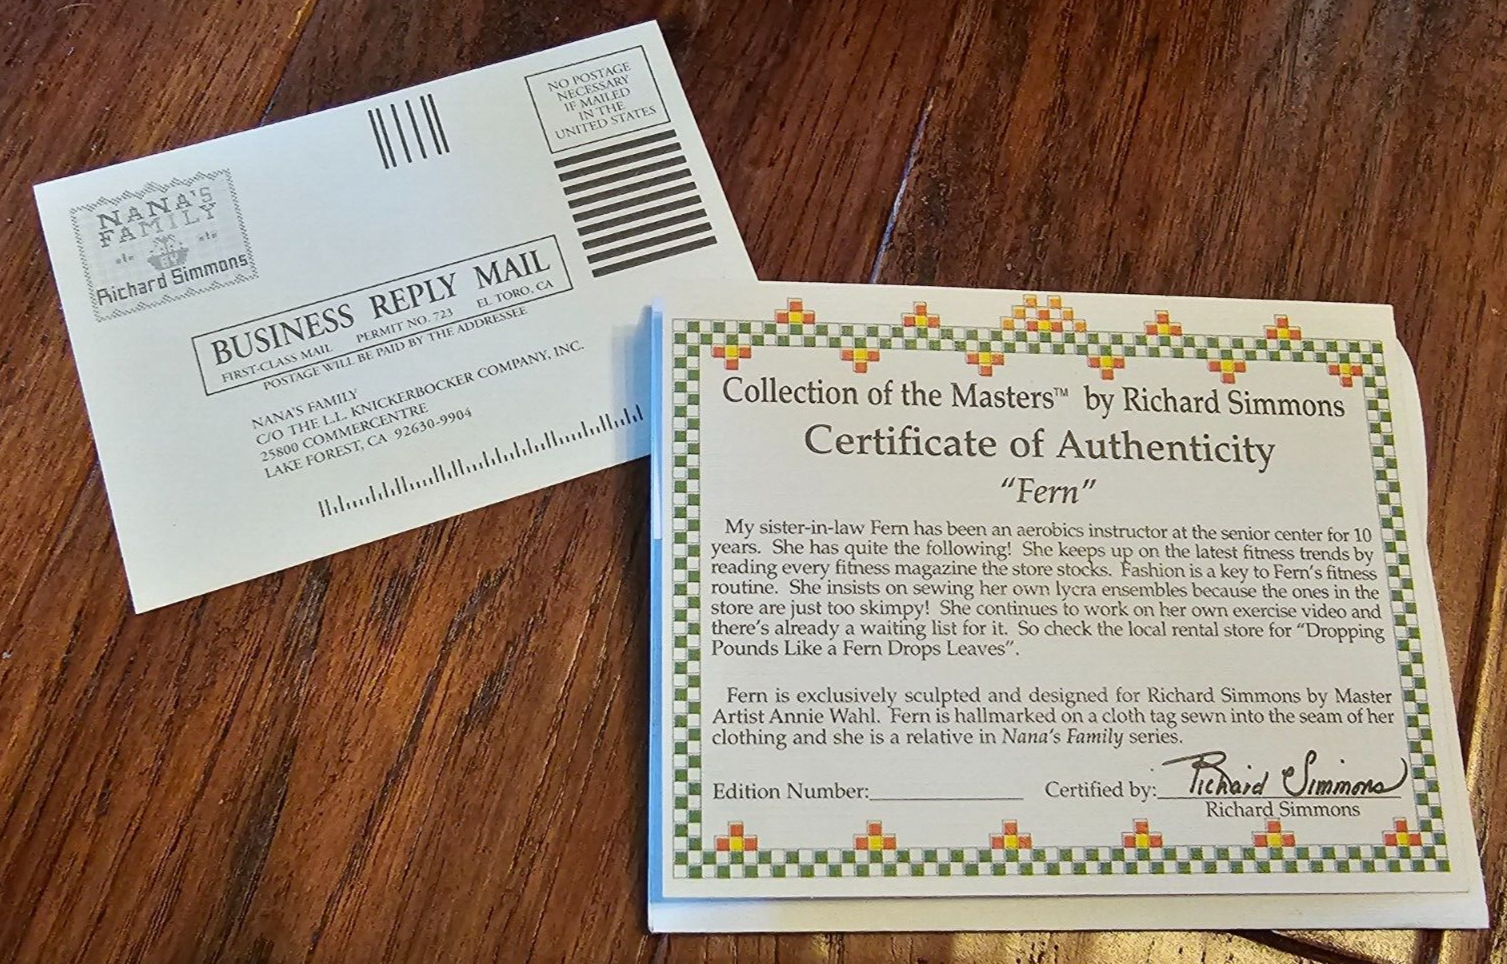 NO POSTAGE
NECESSARY
IF MAILED
IN THE
UNITED STATES
NANA'S
FAMILY
Richard Simmons
BUSINESS REPLY MAIL
FIRST-CLASS MAIL PERMIT NO. 723 EL TORO, CA
POSTAGE WILL BE PAID BY THE ADDRESSEE
NANA'S FAMILY
C/O THE L.L. KNICKERBOCKER COMPANY, INC.
25800 COMMERCENTRE
LAKE FOREST, CA 92630-9904
Collection of the Masters™ by Richard Simmons
Certificate of Authenticity
“Fern”
My sister-in-law Fern has been an aerobics instructor at the senior center for 10
years. She has quite the following! She keeps up on the latest fitness trends by
reading every fitness magazine the store stocks. Fashion is a key to Fern's fitness
routine. She insists on sewing her own lycra ensembles because the ones in the
store are just too skimpy! She continues to work on her own exercise video and
there's already a waiting list for it. So check the local rental store for “Dropping
Pounds Like a Fern Drops Leaves”.
Fern is exclusively sculpted and designed for Richard Simmons by Master
Artist Annie Wahl. Fern is hallmarked on a cloth tag sewn into the seam of her
clothing and she is a relative in Nana's Family series.
Edition Number:______________ Certified by: Richard Simmons
Richard Simmons